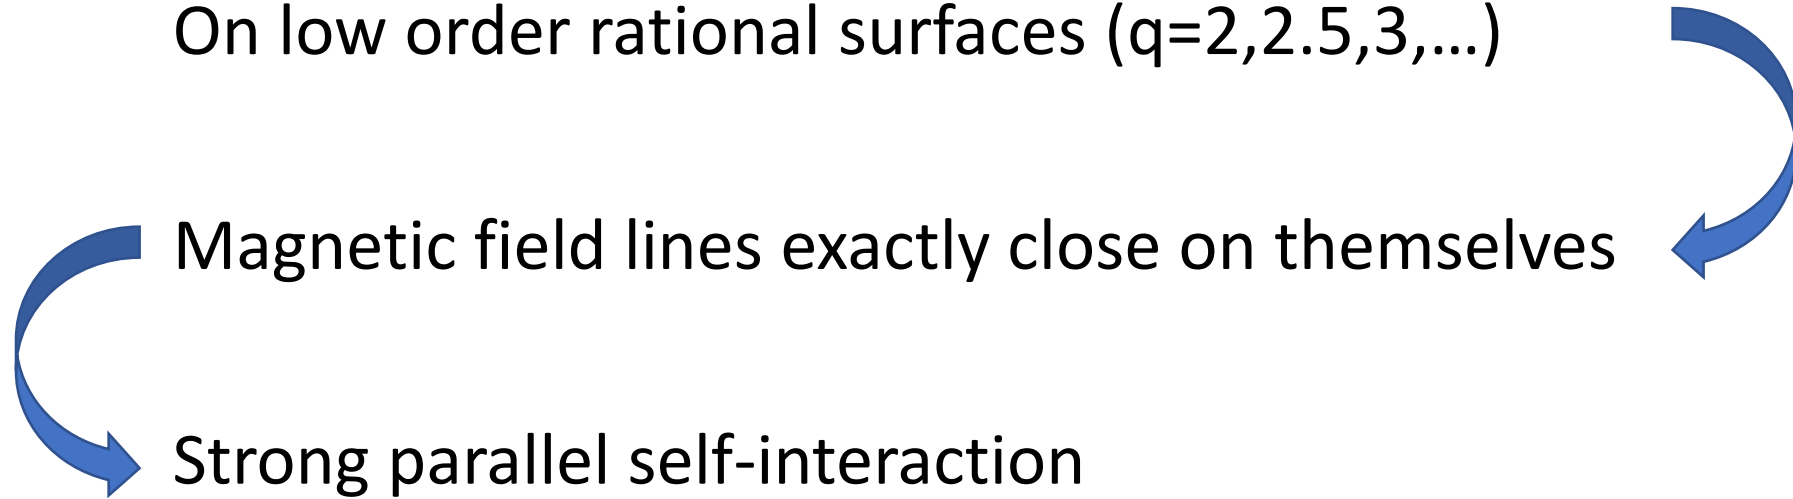 On low order rational surfaces (q=2,2.5,3,...)
Magnetic field lines exactly close on themselves
Strong parallel self-interaction